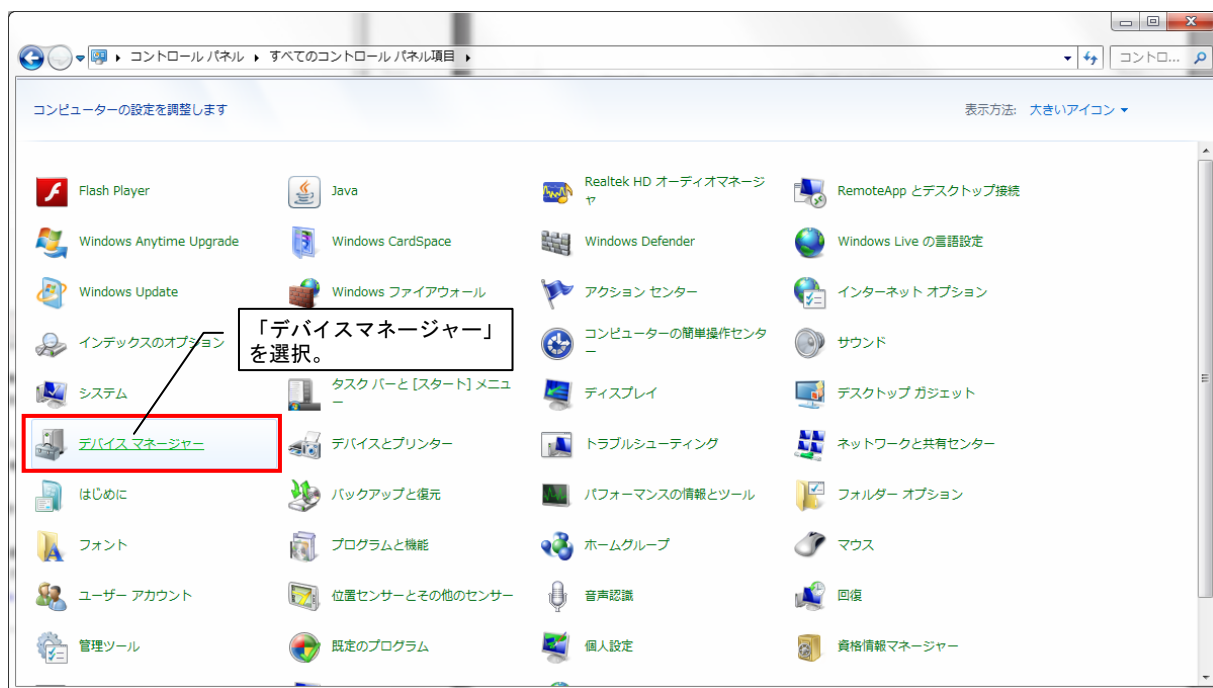 コントロール パネル ▸ すべてのコントロール パネル項目 ▸
コントロ...
コンピューターの設定を調整します
表示方法: 大きいアイコン
Flash Player
Java
Realtek HD オーディオマネージ
ャ
RemoteApp とデスクトップ接続
Windows Anytime Upgrade
Windows CardSpace
Windows Defender
Windows Live の言語設定
Windows Update
Windows ファイアウォール
アクション センター
インターネット オプション
インデックスのオプション
「デバイスマネージャー」
を選択。
コンピューターの簡単操作センタ
ー
サウンド
システム
タスク バーと [スタート] メニュ
ー
ディスプレイ
デスクトップ ガジェット
デバイス マネージャー
デバイスとプリンター
トラブルシューティング
ネットワークと共有センター
はじめに
バックアップと復元
パフォーマンスの情報とツール
フォルダー オプション
フォント
プログラムと機能
ホームグループ
マウス
ユーザー アカウント
位置センサーとその他のセンサー
音声認識
回復
管理ツール
既定のプログラム
個人設定
資格情報マネージャー